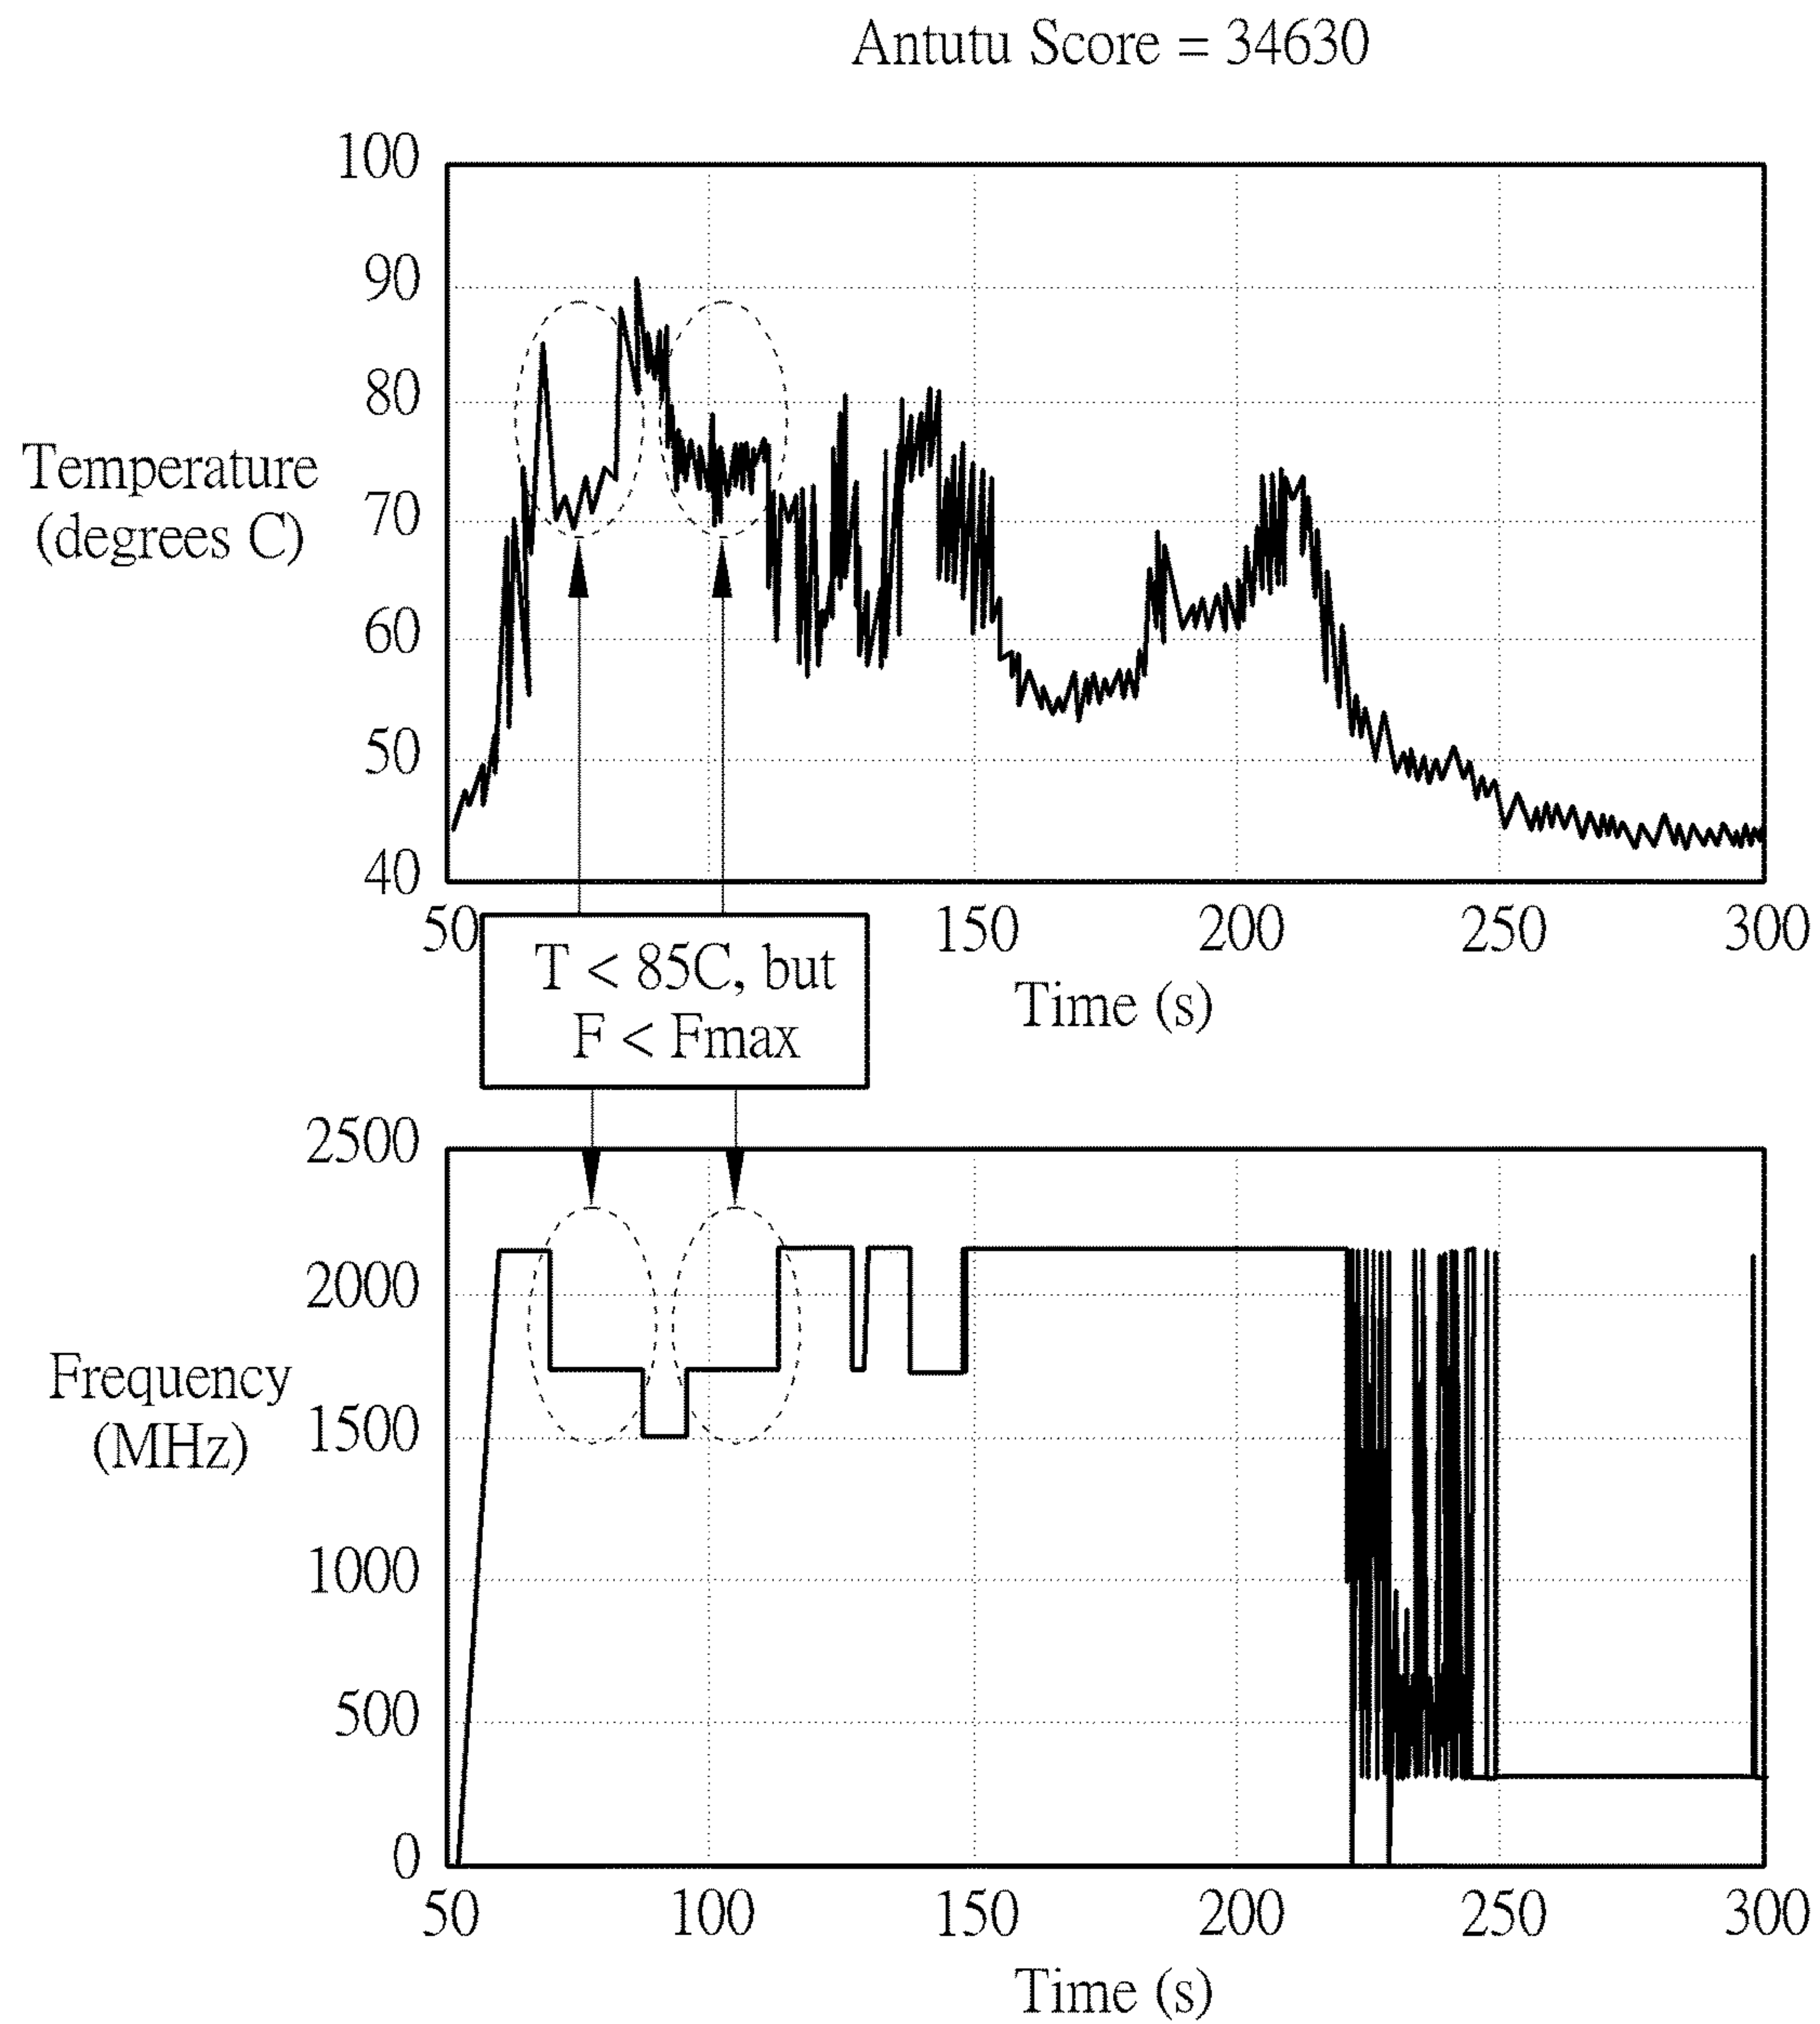 Antutu Score = 34630
100
90
80
70
60
50
40
Temperature
(degrees C)
50
150
200
250
300
Time (s)
T < 85C, but
F < Fmax
2500
2000
1500
1000
500
0
Frequency
(MHz)
50
100
150
200
250
300
Time (s)